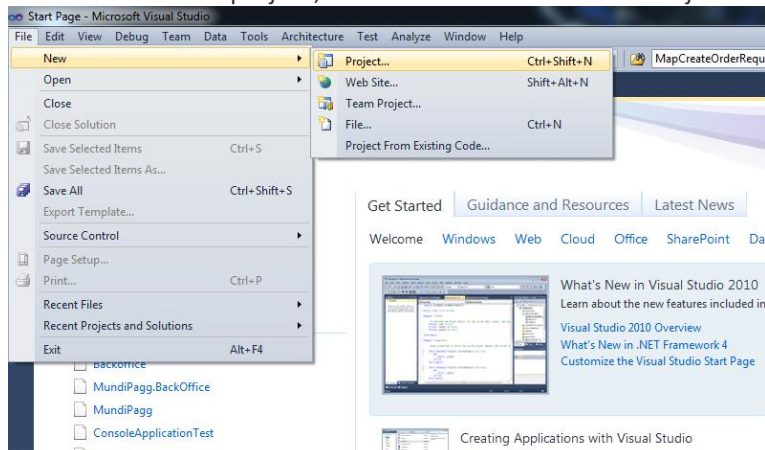 Start Page - Microsoft Visual Studio
File Edit View Debug Team Data Tools Architecture Test Analyze Window Help
New
Open
Close
Close Solution
Save Selected Items Ctrl+S
Save Selected Items As...
Save All Ctrl+Shift+S
Export Template...
Source Control
Page Setup...
Print... Ctrl+P
Recent Files
Recent Projects and Solutions
Exit Alt+F4
Project... Ctrl+Shift+N
Web Site... Shift+Alt+N
Team Project...
File... Ctrl+N
Project From Existing Code...
MapCreateOrderRequ
Get Started Guidance and Resources Latest News
Welcome Windows Web Cloud Office SharePoint Da
What's New in Visual Studio 2010
Learn about the new features included in
Visual Studio 2010 Overview
What's New in .NET Framework 4
Customize the Visual Studio Start Page
Creating Applications with Visual Studio
Backoffice
MundiPagg.BackOffice
MundiPagg
ConsoleApplicationTest